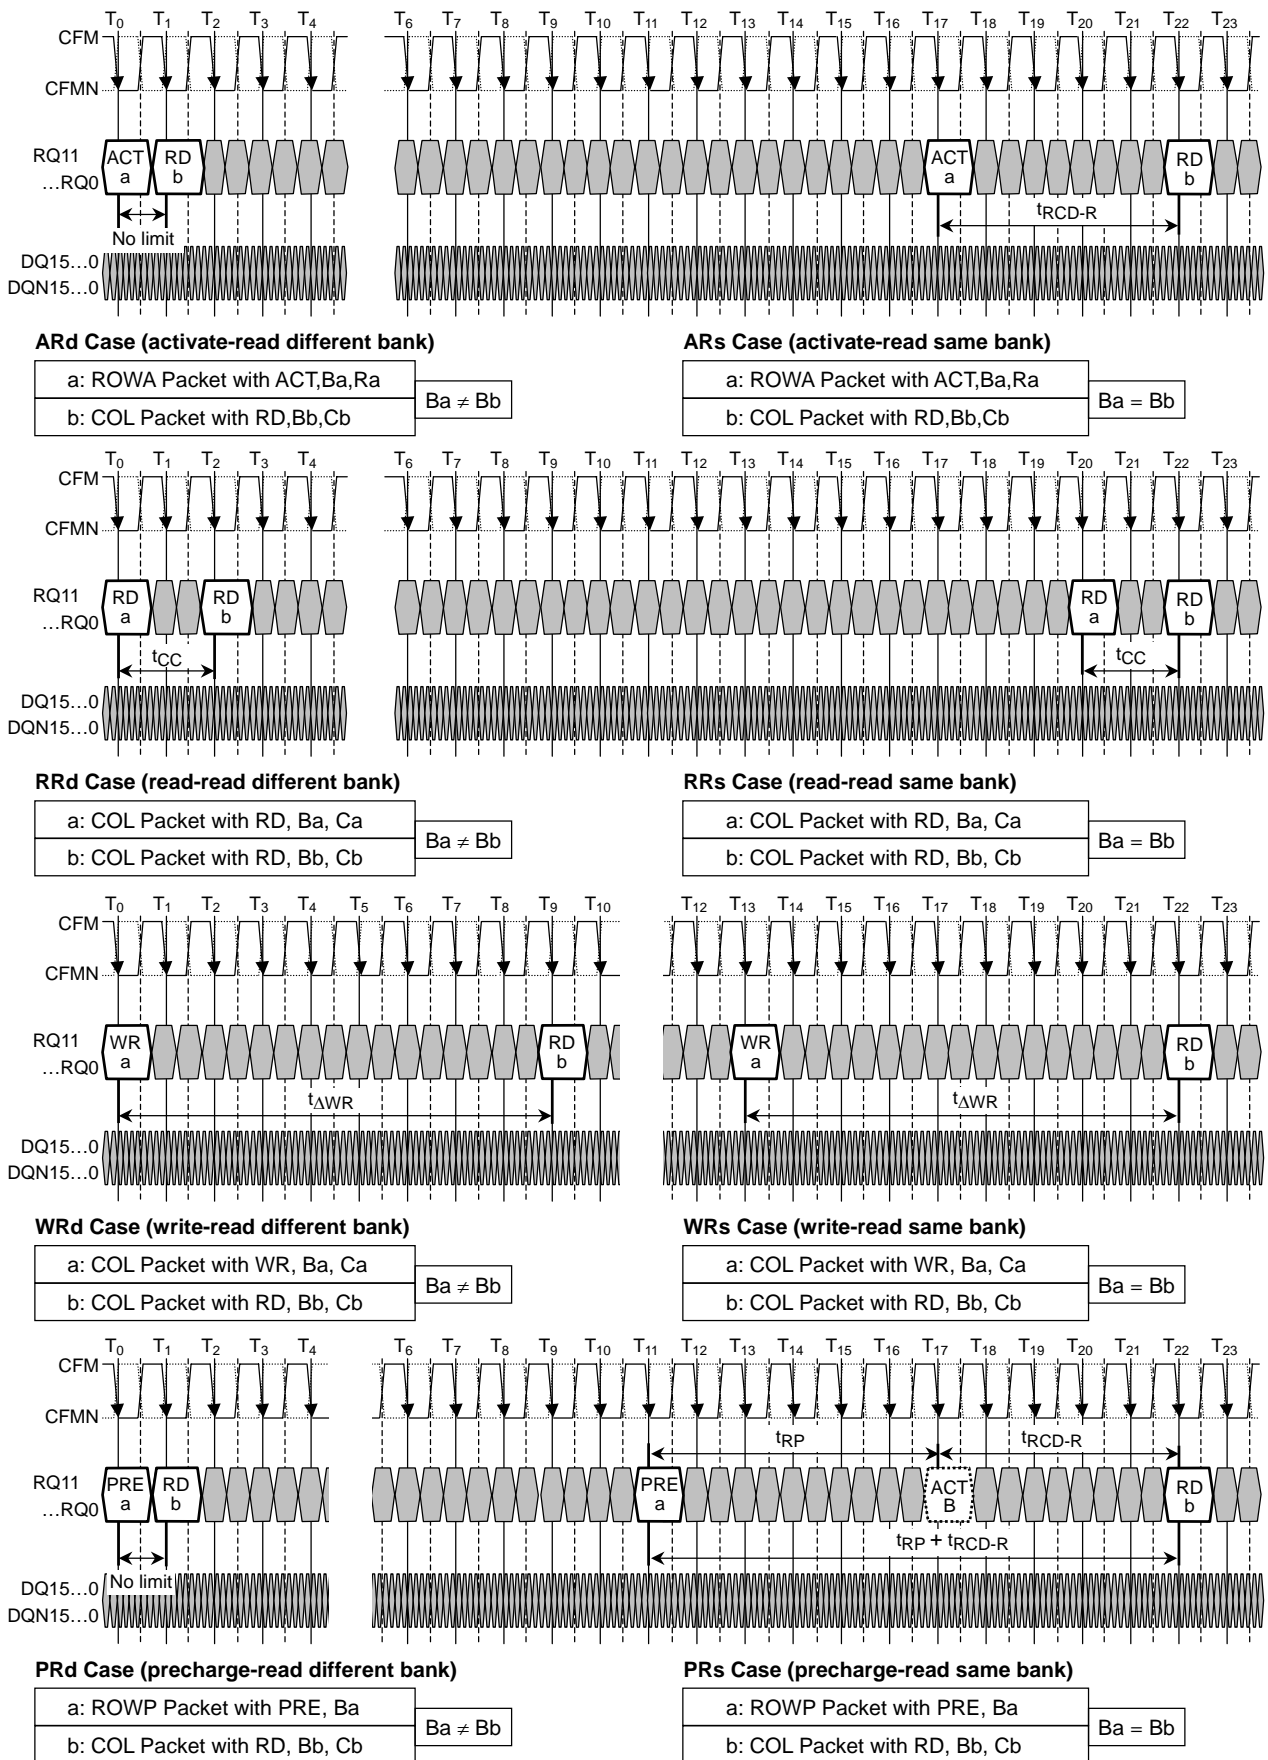 T0 T1 T2 T3 T4 T6 T7 T8 T9 T10 T11 T12 T13 T14 T15 T16 T17 T18 T19 T20 T21 T22 T23
CFM
CFMN
RQ11
…RQ0
ACT a
RD b
ACT a
RD b
No limit
tRCD-R
DQ15…0
DQN15…0
ARd Case (activate-read different bank)
a: ROWA Packet with ACT,Ba,Ra
b: COL Packet with RD,Bb,Cb
Ba ≠ Bb
ARs Case (activate-read same bank)
a: ROWA Packet with ACT,Ba,Ra
b: COL Packet with RD,Bb,Cb
Ba = Bb
T0 T1 T2 T3 T4 T6 T7 T8 T9 T10 T11 T12 T13 T14 T15 T16 T17 T18 T19 T20 T21 T22 T23
CFM
CFMN
RQ11
…RQ0
RD a
RD b
RD a
RD b
tCC
tCC
DQ15…0
DQN15…0
RRd Case (read-read different bank)
a: COL Packet with RD, Ba, Ca
b: COL Packet with RD, Bb, Cb
Ba ≠ Bb
RRs Case (read-read same bank)
a: COL Packet with RD, Ba, Ca
b: COL Packet with RD, Bb, Cb
Ba = Bb
T0 T1 T2 T3 T4 T5 T6 T7 T8 T9 T10 T12 T13 T14 T15 T16 T17 T18 T19 T20 T21 T22 T23
CFM
CFMN
RQ11
…RQ0
WR a
RD b
WR a
RD b
tΔWR
tΔWR
DQ15…0
DQN15…0
WRd Case (write-read different bank)
a: COL Packet with WR, Ba, Ca
b: COL Packet with RD, Bb, Cb
Ba ≠ Bb
WRs Case (write-read same bank)
a: COL Packet with WR, Ba, Ca
b: COL Packet with RD, Bb, Cb
Ba = Bb
T0 T1 T2 T3 T4 T6 T7 T8 T9 T10 T11 T12 T13 T14 T15 T16 T17 T18 T19 T20 T21 T22 T23
CFM
CFMN
tRP
tRCD-R
RQ11
…RQ0
PRE a
RD b
PRE a
ACT B
RD b
No limit
tRP + tRCD-R
DQ15…0
DQN15…0
PRd Case (precharge-read different bank)
a: ROWP Packet with PRE, Ba
b: COL Packet with RD, Bb, Cb
Ba ≠ Bb
PRs Case (precharge-read same bank)
a: ROWP Packet with PRE, Ba
b: COL Packet with RD, Bb, Cb
Ba = Bb